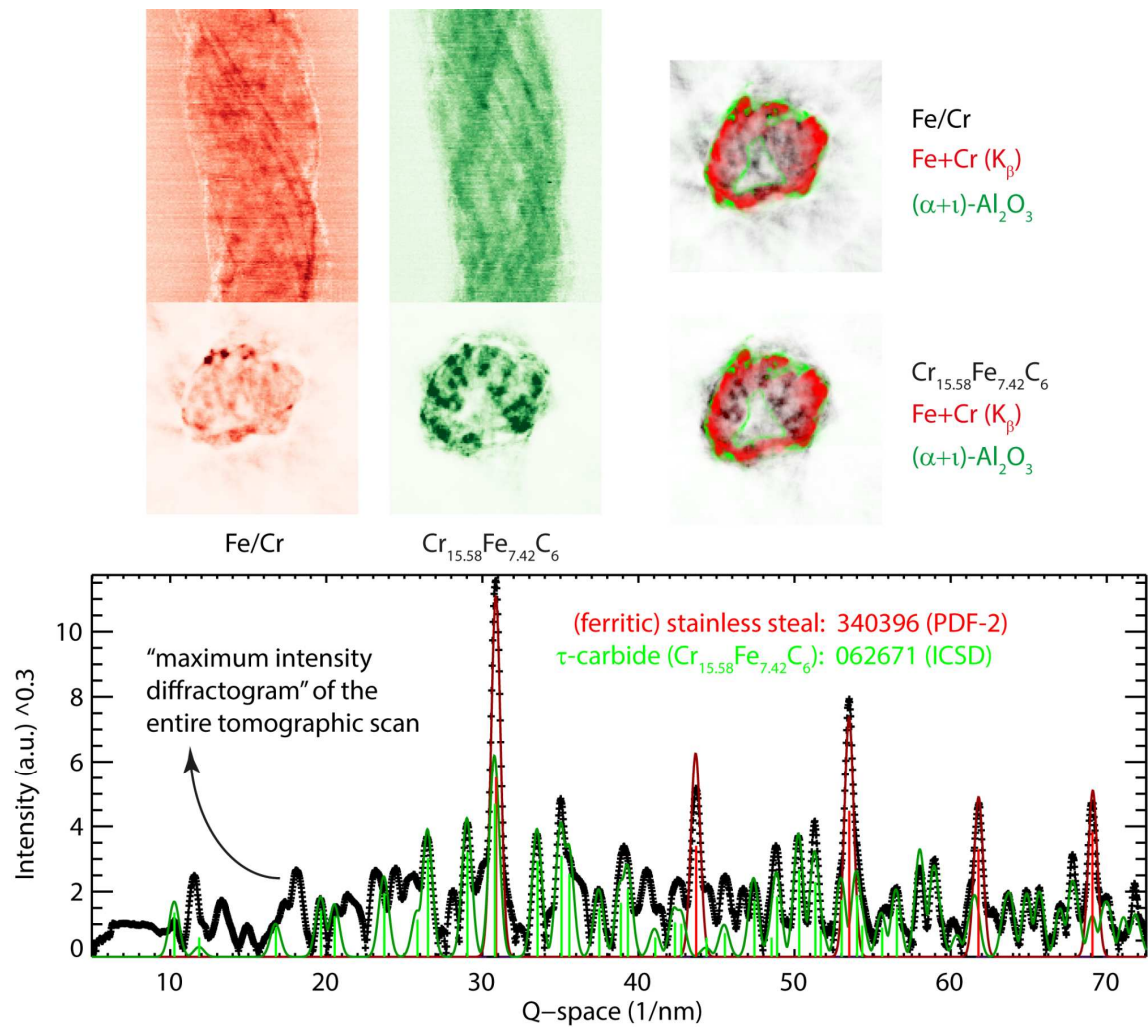 Fe/Cr
Fe+Cr (Kβ)
(α+ι)-Al2O3
Cr15.58Fe7.42C6
Fe+Cr (Kβ)
(α+ι)-Al2O3
Fe/Cr
Cr15.58Fe7.42C6
10
8
6
4
2
0
Intensity (a.u.) ^0.3
"maximum intensity
diffractogram" of the
entire tomographic scan
(ferritic) stainless steal: 340396 (PDF-2)
τ-carbide (Cr15.58Fe7.42C6): 062671 (ICSD)
10 20 30 40 50 60 70
Q−space (1/nm)